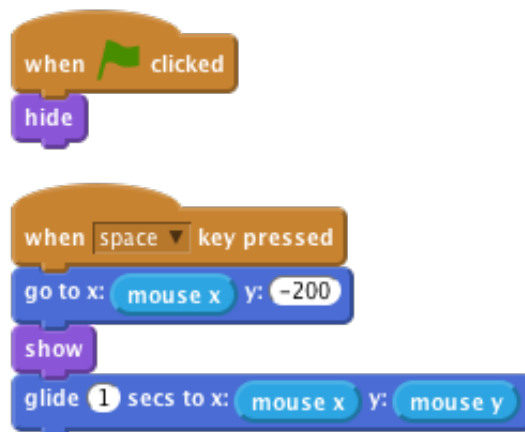 when clicked
hide
when space ▼ key pressed
go to x: mouse x y: -200
show
glide 1 secs to x: mouse x y: mouse y